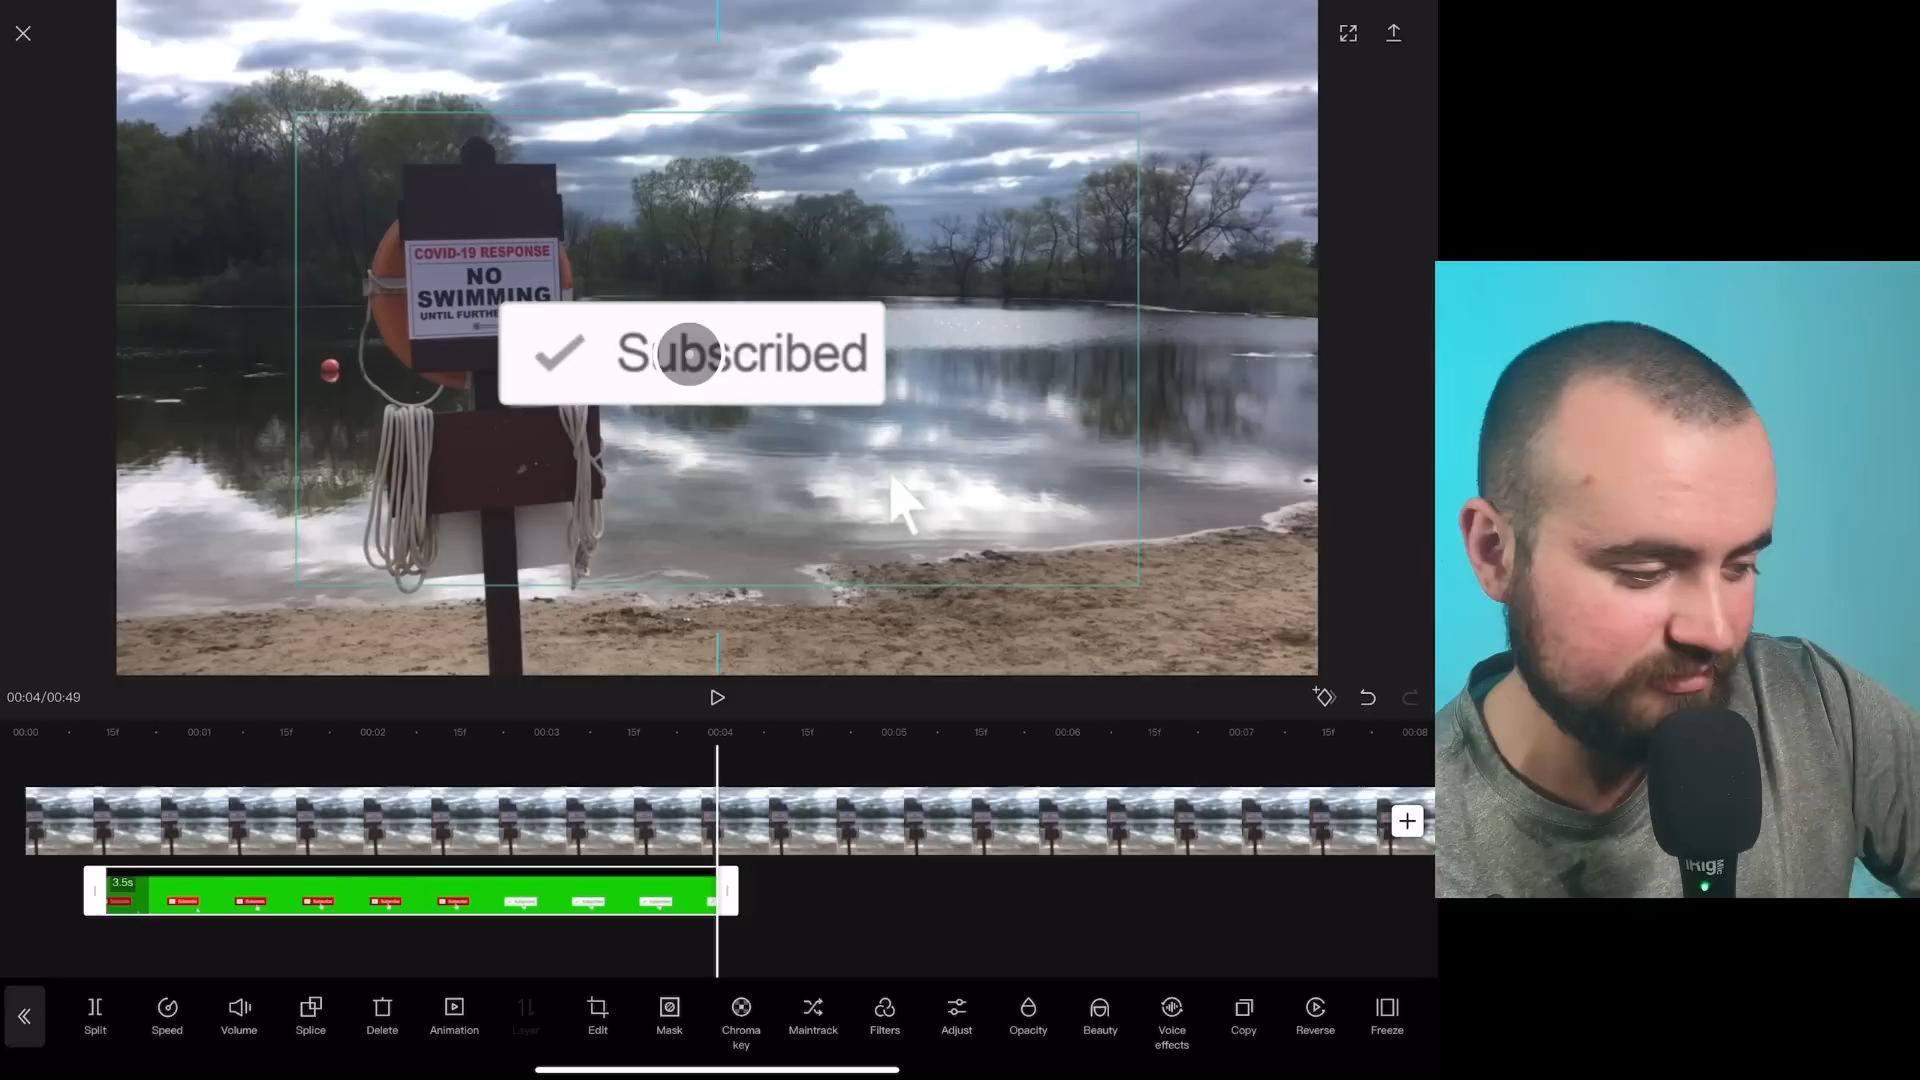 COVID-19 RESPONSE
NO
SWIMMING
UNTIL FURTHE
Subscribed
00:04/00:49
00:00 15f 00:01 15f 00:02 15f 00:03 15f 00:04 15f 00:05 15f 00:06 15f 00:07 15f 00:08
3.5s
Split Speed Volume Splice Delete Animation Layer Edit Mask Chroma key Maintrack Filters Adjust Opacity Beauty Voice effects Copy Reverse Freeze
iRig